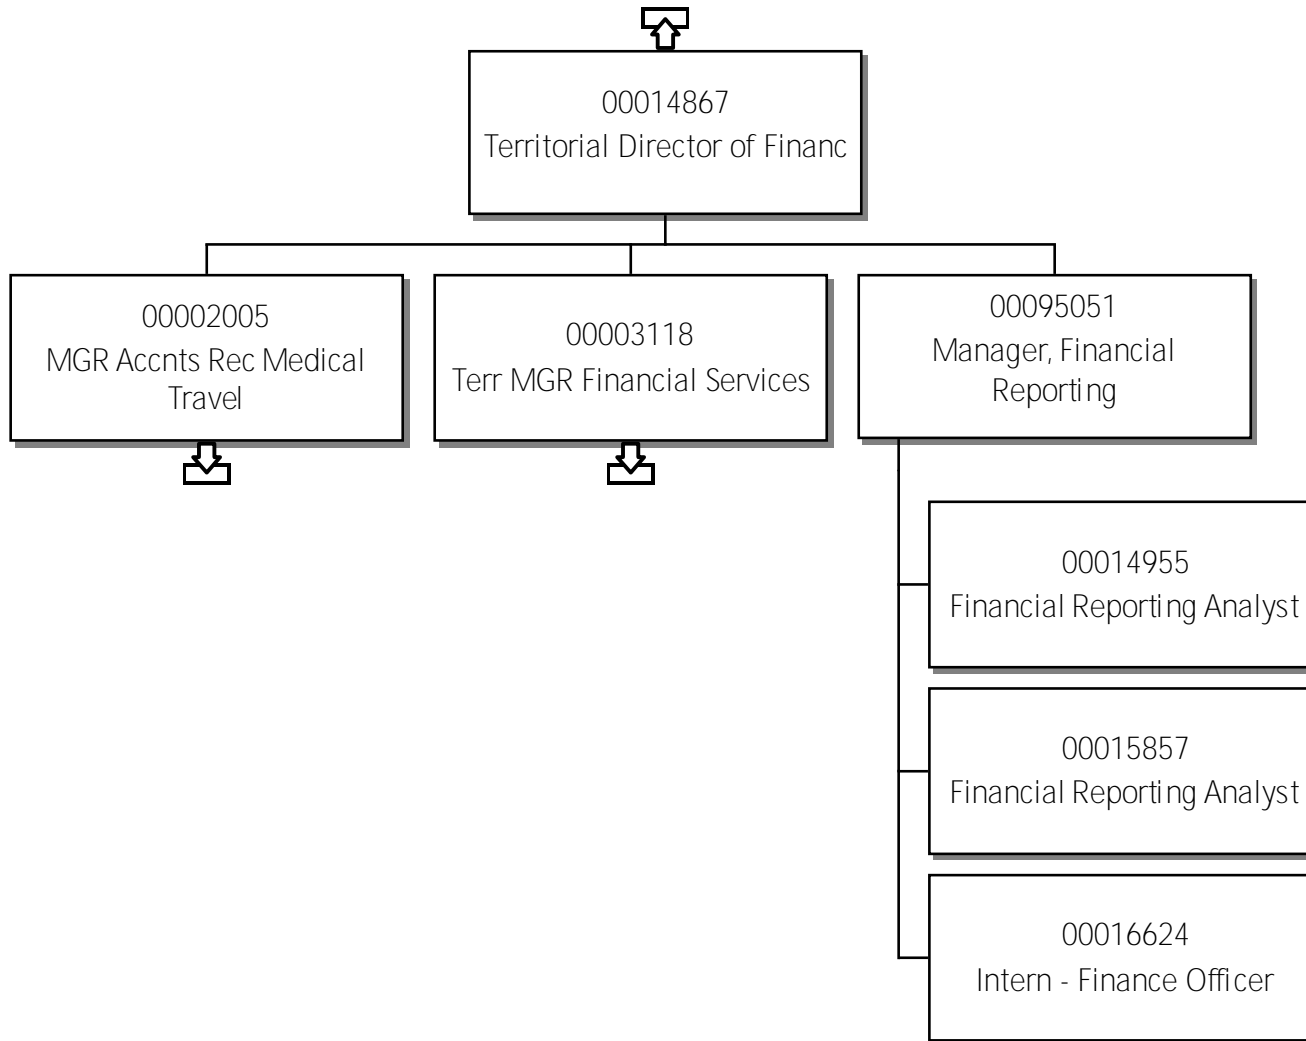 00014867
Territorial Director of Financ
00002005
MGR Accnts Rec Medical
Travel
00003118
Terr MGR Financial Services
00095051
Manager, Financial
Reporting
00014955
Financial Reporting Analyst
00015857
Financial Reporting Analyst
00016624
Intern - Finance Officer